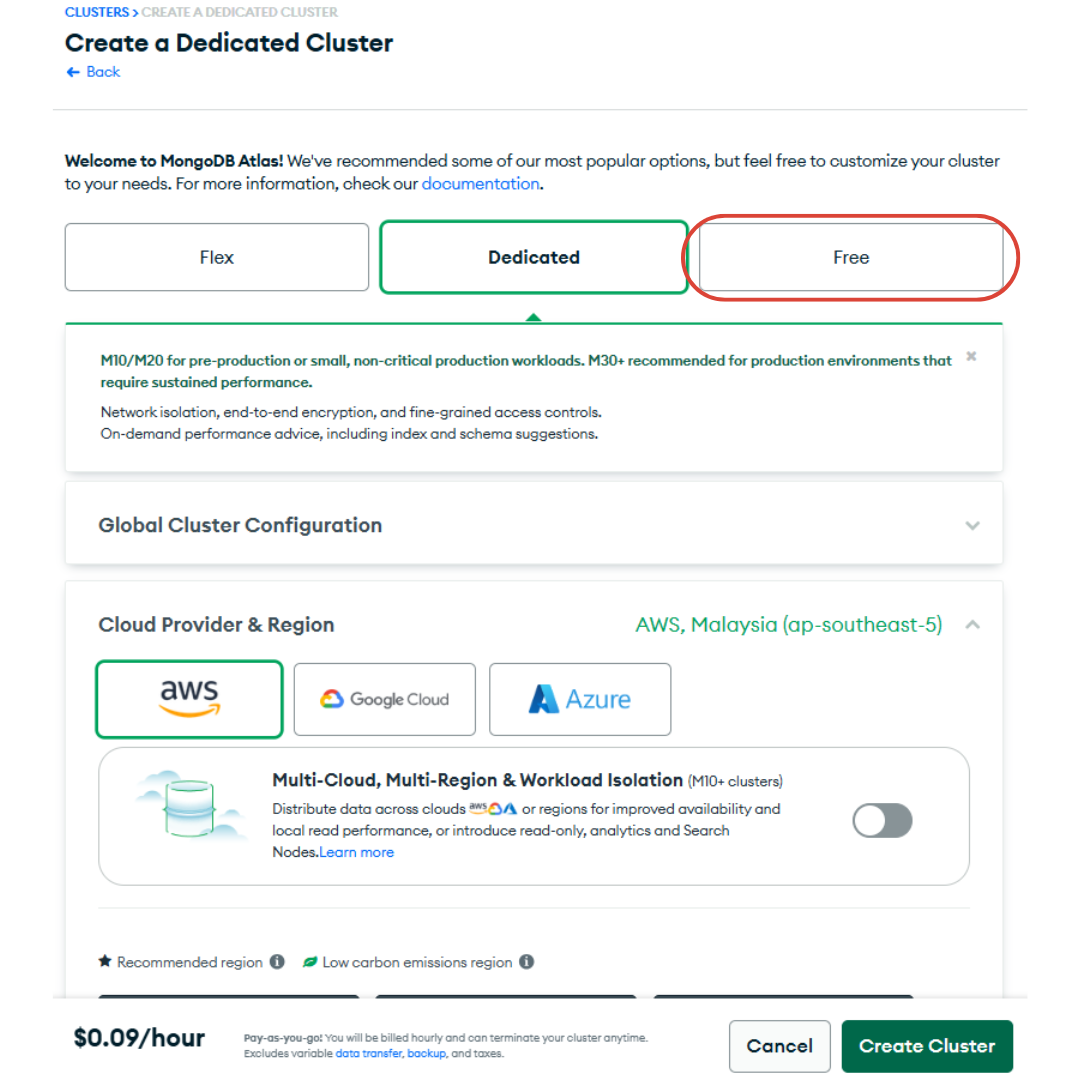 CLUSTERS > CREATE A DEDICATED CLUSTER
Create a Dedicated Cluster
← Back
Welcome to MongoDB Atlas! We've recommended some of our most popular options, but feel free to customize your cluster
to your needs. For more information, check our documentation.
Flex
Dedicated
Free
M10/M20 for pre-production or small, non-critical production workloads. M30+ recommended for production environments that
require sustained performance.
Network isolation, end-to-end encryption, and fine-grained access controls.
On-demand performance advice, including index and schema suggestions.
Global Cluster Configuration
Cloud Provider & Region
AWS, Malaysia (ap-southeast-5)
aws
Google Cloud
Azure
Multi-Cloud, Multi-Region & Workload Isolation (M10+ clusters)
Distribute data across clouds aws or regions for improved availability and
local read performance, or introduce read-only, analytics and Search
Nodes.Learn more
Recommended region
Low carbon emissions region
$0.09/hour
Pay-as-you-go! You will be billed hourly and can terminate your cluster anytime.
Excludes variable data transfer, backup, and taxes.
Cancel
Create Cluster